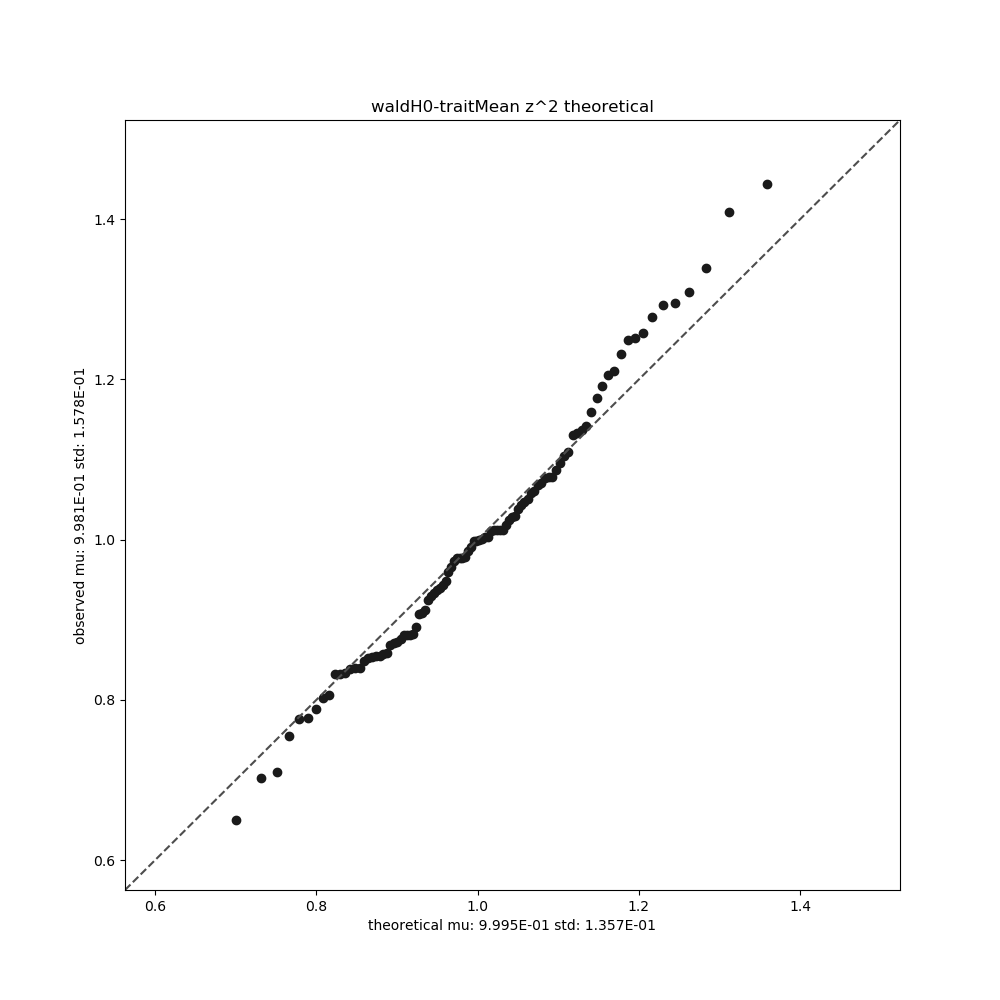 waldH0-traitMean z^2 theoretical
1.4
1.2
1.0
0.8
0.6
observed mu: 9.981E-01 std: 1.578E-01
0.6 0.8 1.0 1.2 1.4
theoretical mu: 9.995E-01 std: 1.357E-01